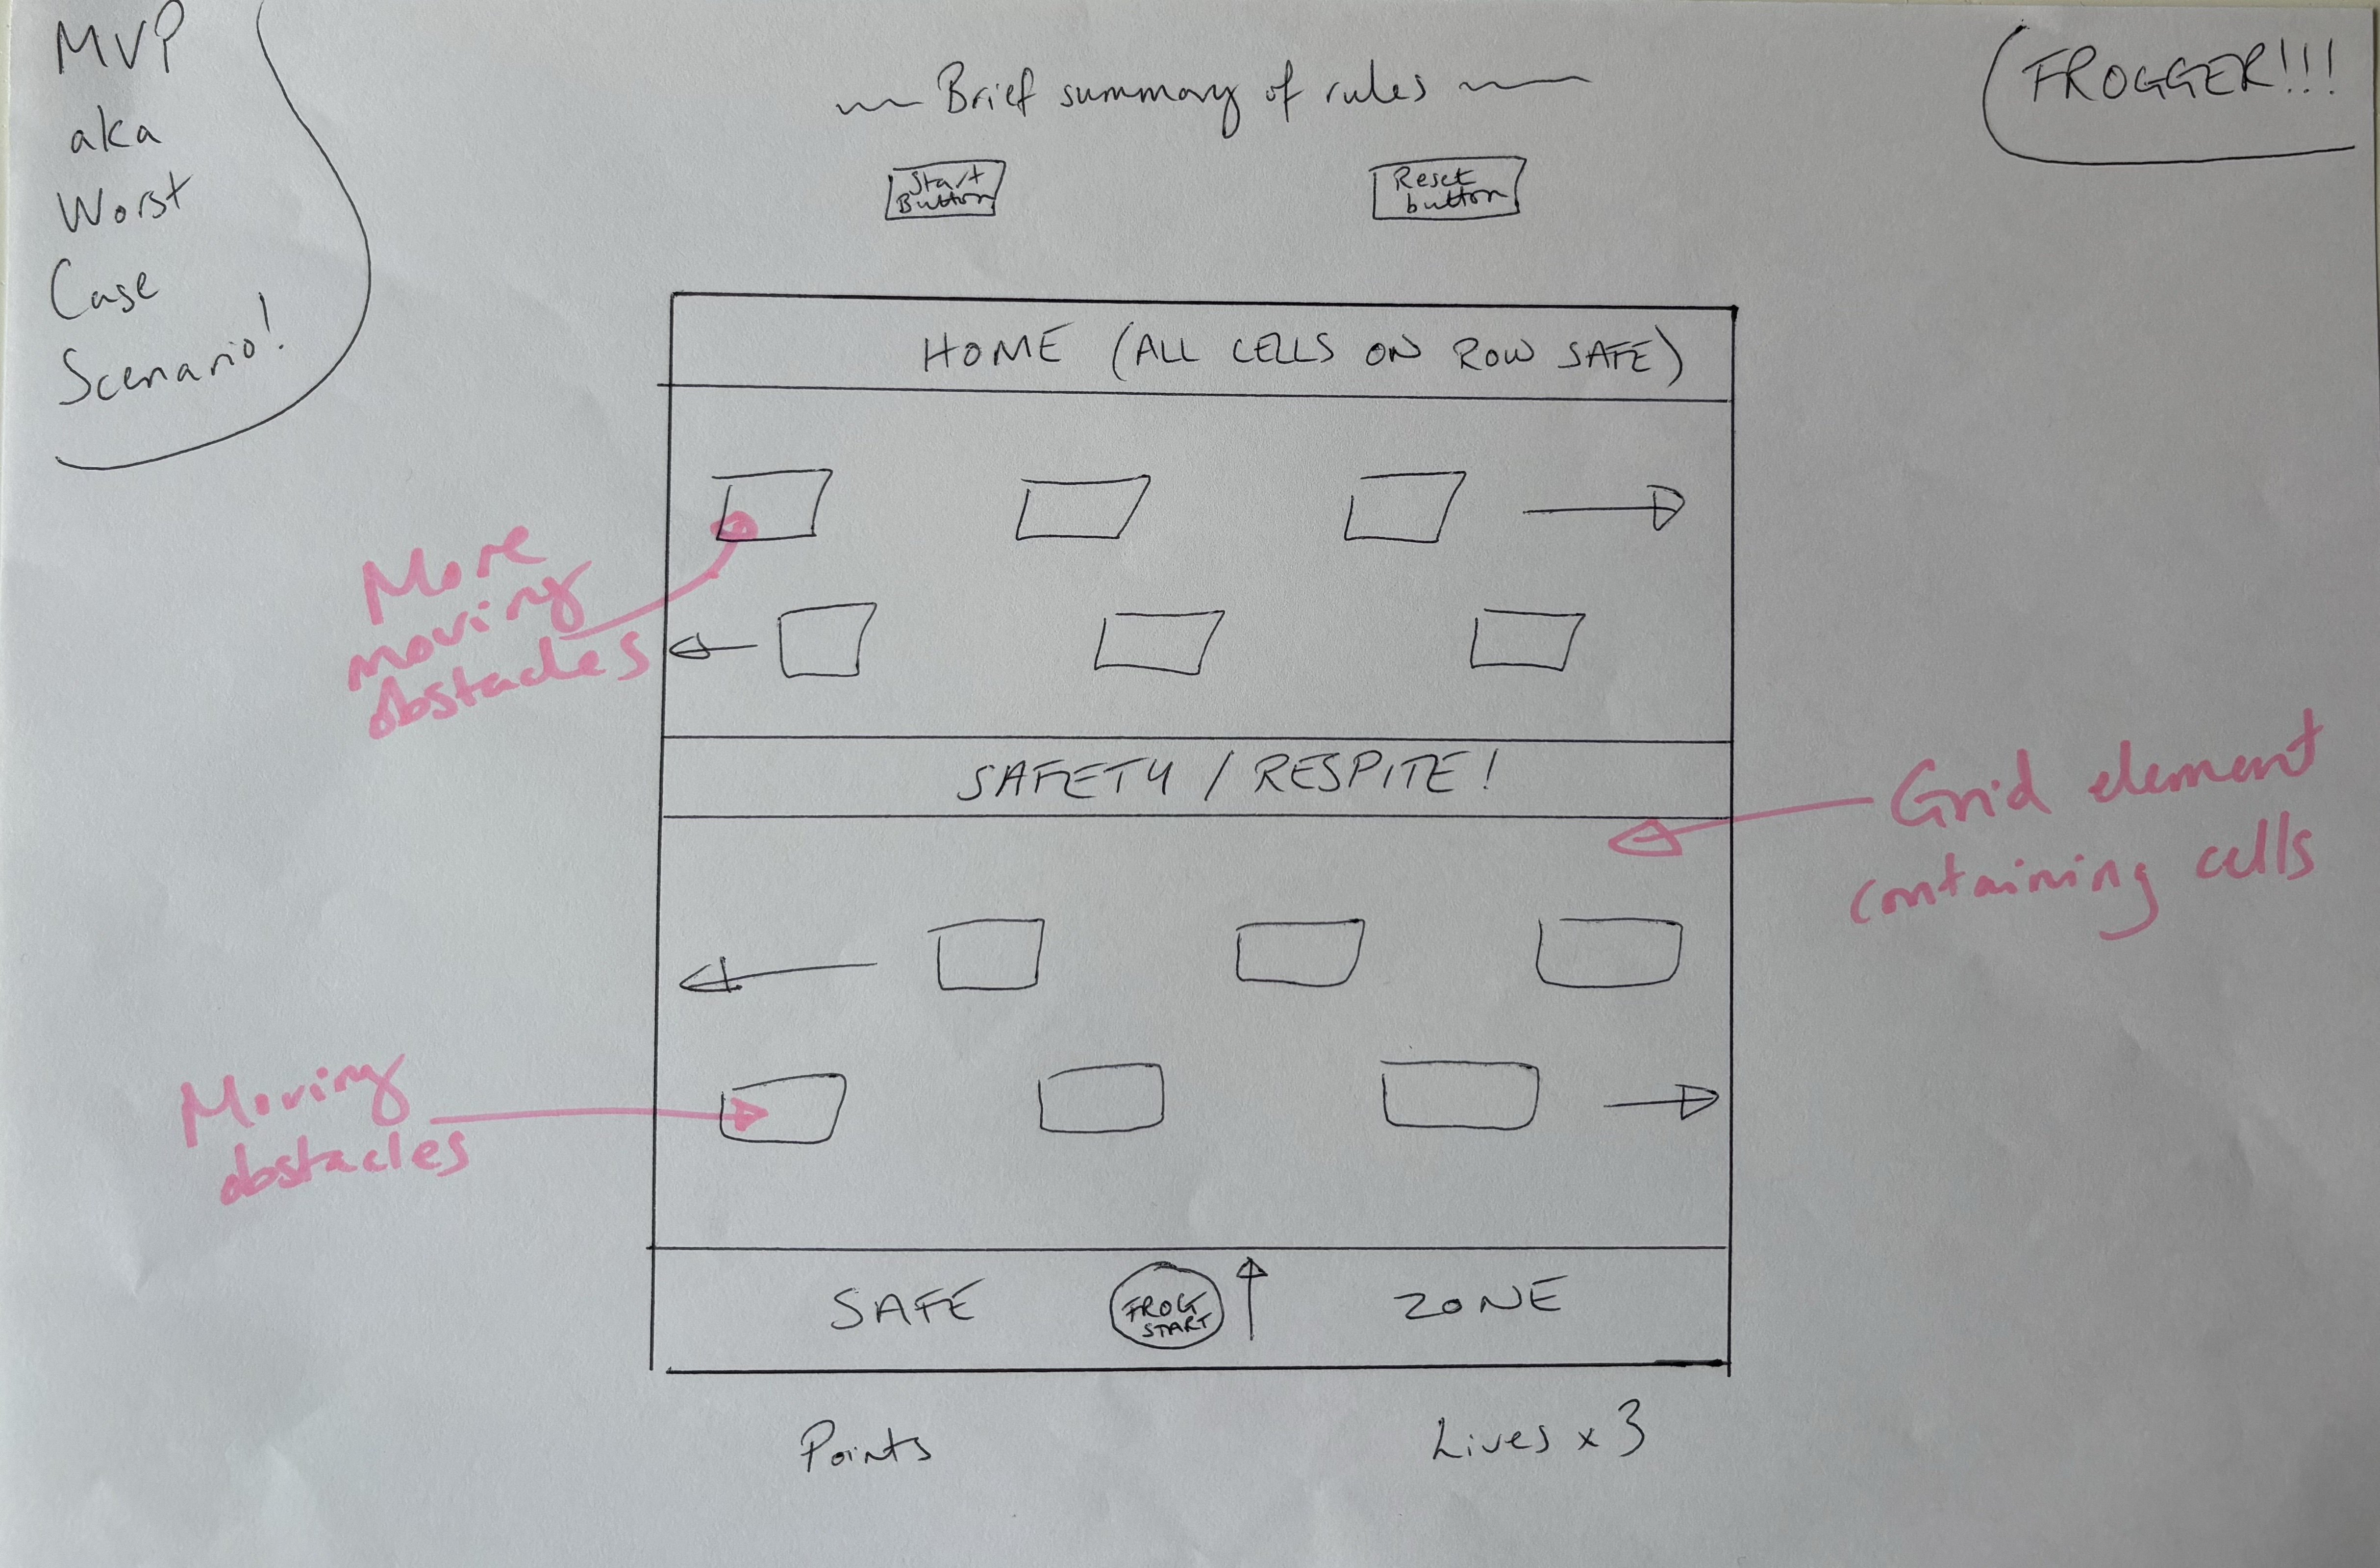 MVP
aka
Worst
Case
Scenario!
Brief summary of rules
FROGGER!!!
Start
Button
Reset
button
HOME (ALL CELLS ON ROW SAFE)
More
moving
obstacles
SAFETY / RESPITE!
Grid element
containing cells
Moving
obstacles
SAFE
FROG
START
ZONE
Points
Lives x 3